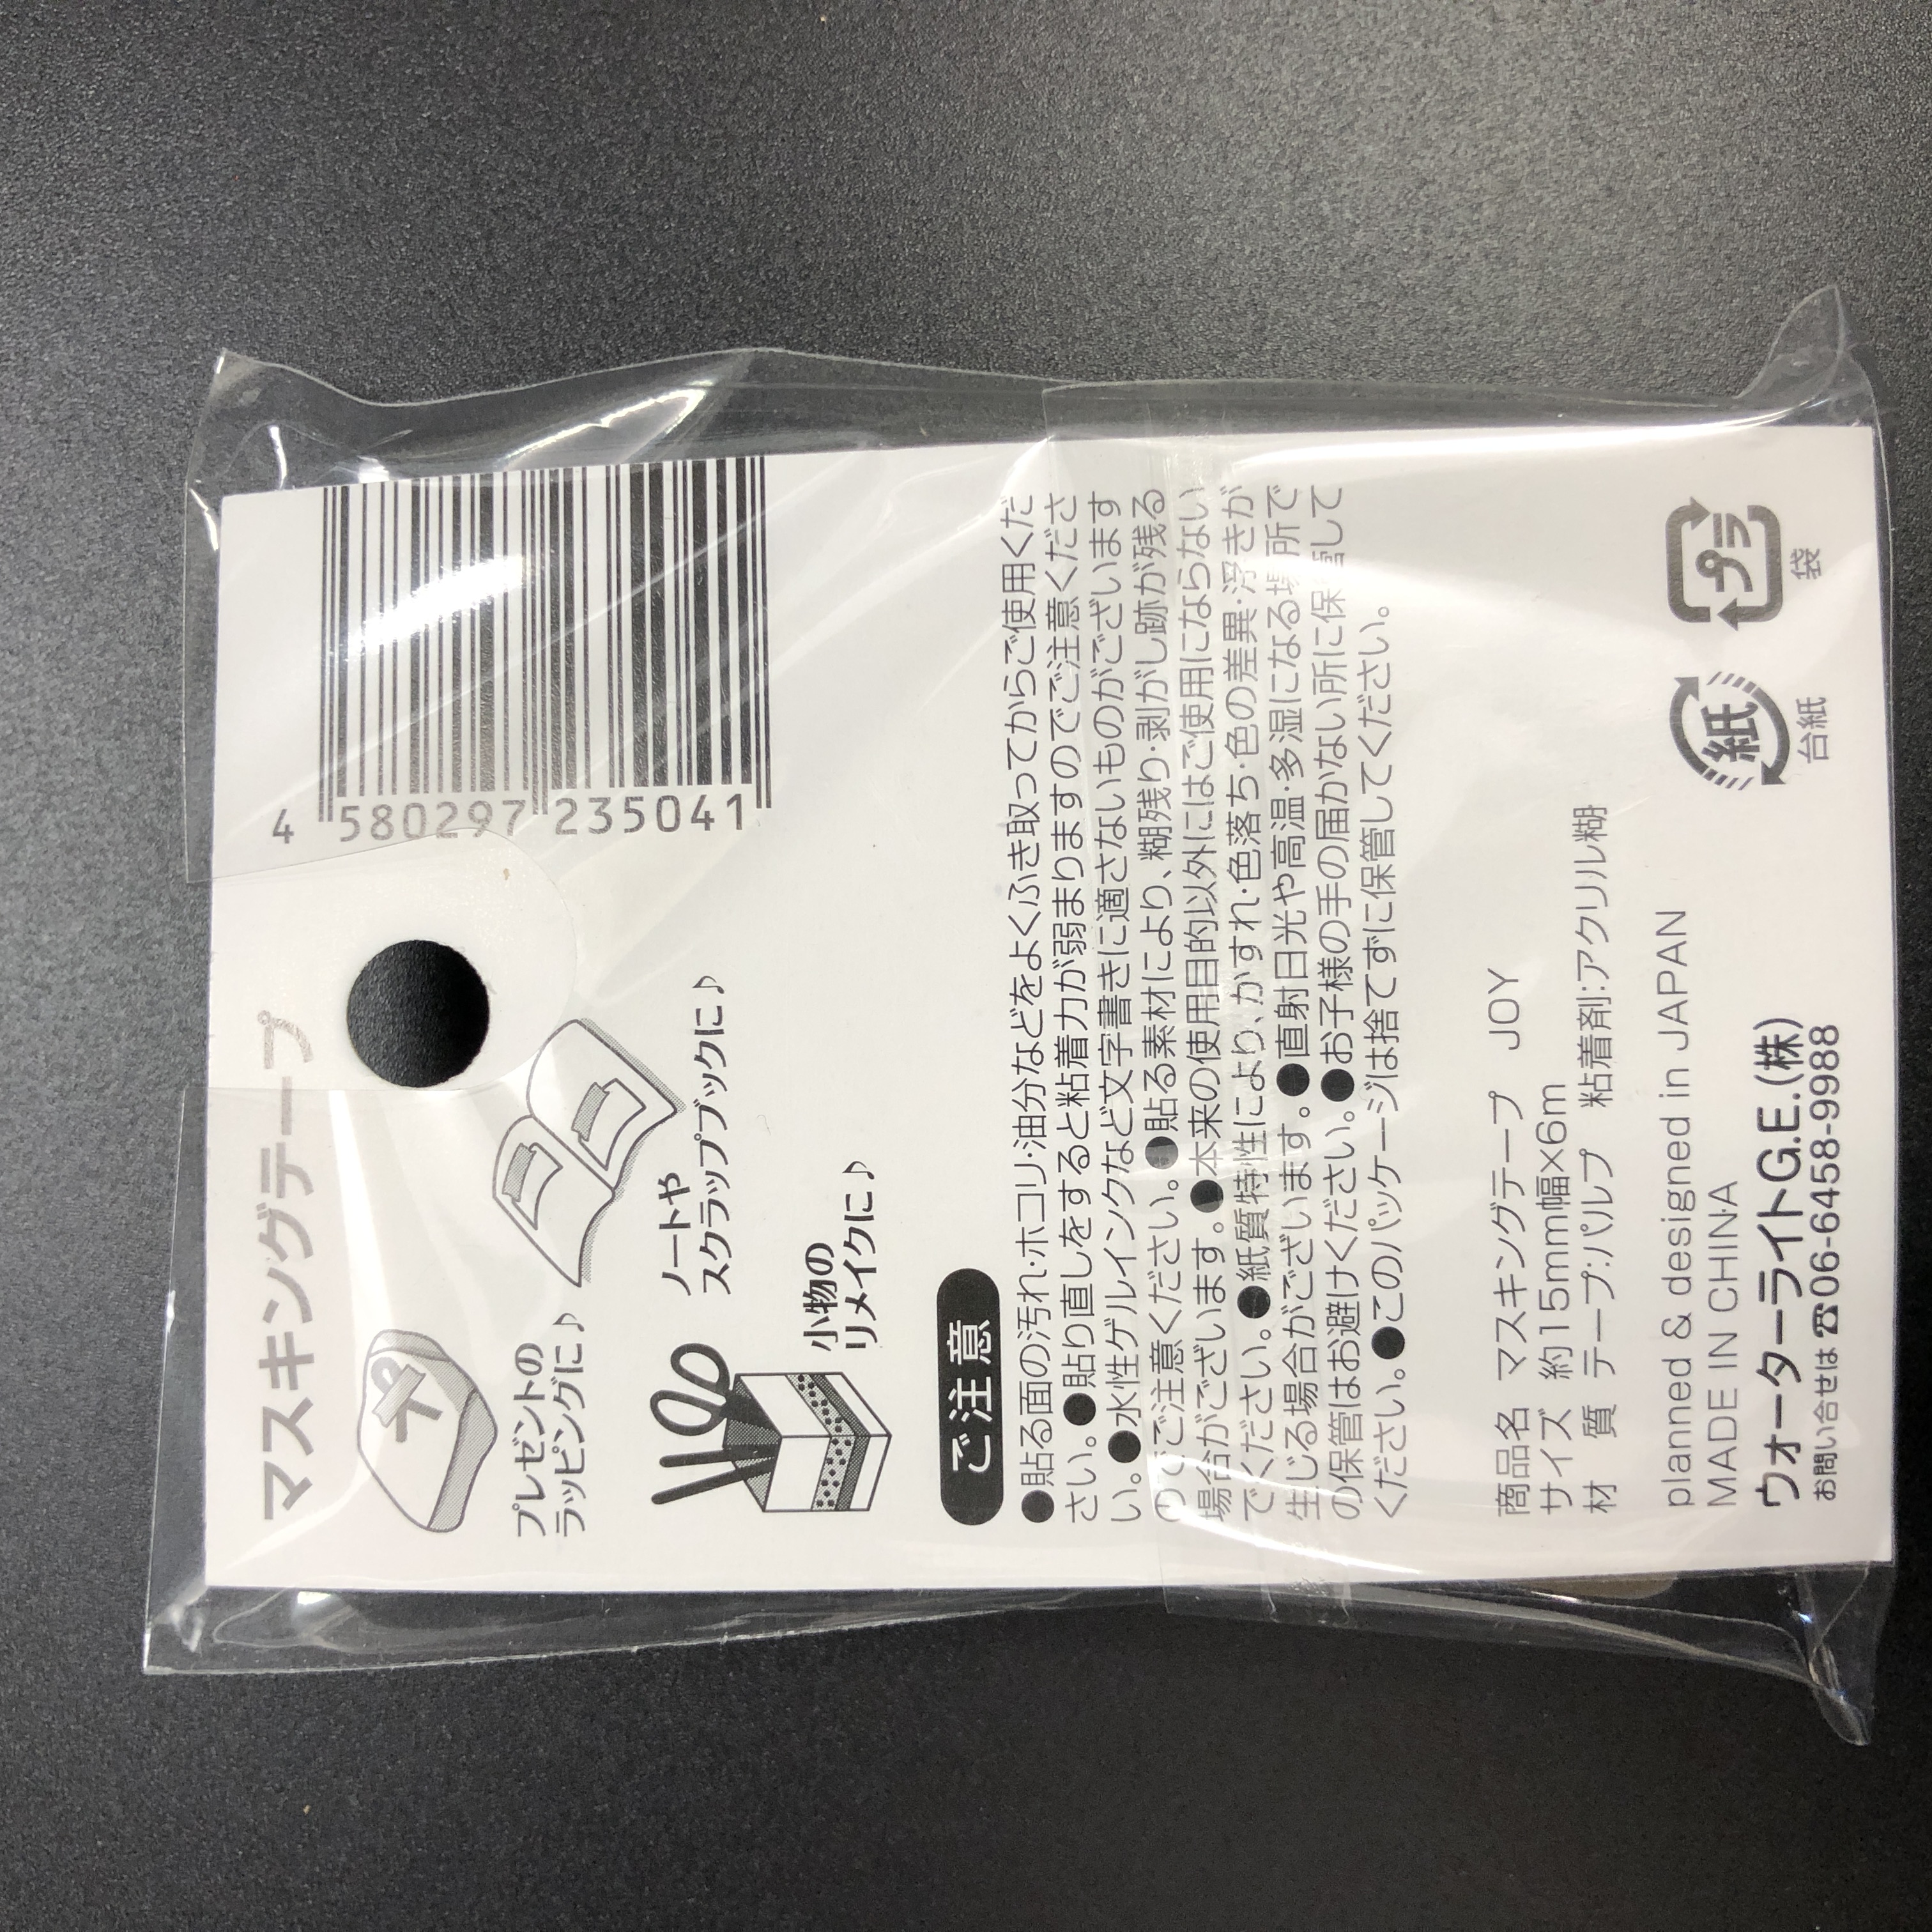 マスキングテープ
4 580297 235041
プレゼントの
ラッピングに♪
ノートや
スクラップブックに♪
小物の
リメイクに♪
ご注意
●貼る面の汚れ・ホコリ・油分などをよくふき取ってからご使用くだ
さい。●貼り直しをすると粘着力が弱まりますのでご注意くださ
い。●水性ゲルインクなど文字書きに適さないものがございます
のでご注意ください。●貼る素材により、糊残り・剥がし跡が残る
場合がございます。●本来の使用目的以外にはご使用にならない
でください。●紙質特性により、かすれ・色落ち・色の差異・浮きが
生じる場合がございます。●直射日光や高温・多湿になる場所で
の保管はお避けください。●お子様の手の届かない所に保管して
ください。●このパッケージは捨てずに保管してください。
商品名 マスキングテープ JOY
サイズ 約15mm幅×6m
材 質 テープ:パルプ 粘着剤:アクリル糊
planned & designed in JAPAN
MADE IN CHINA
ウォーターライトG.E.(株)
お問い合せは☎06-6458-9988
紙
台紙
プラ
袋